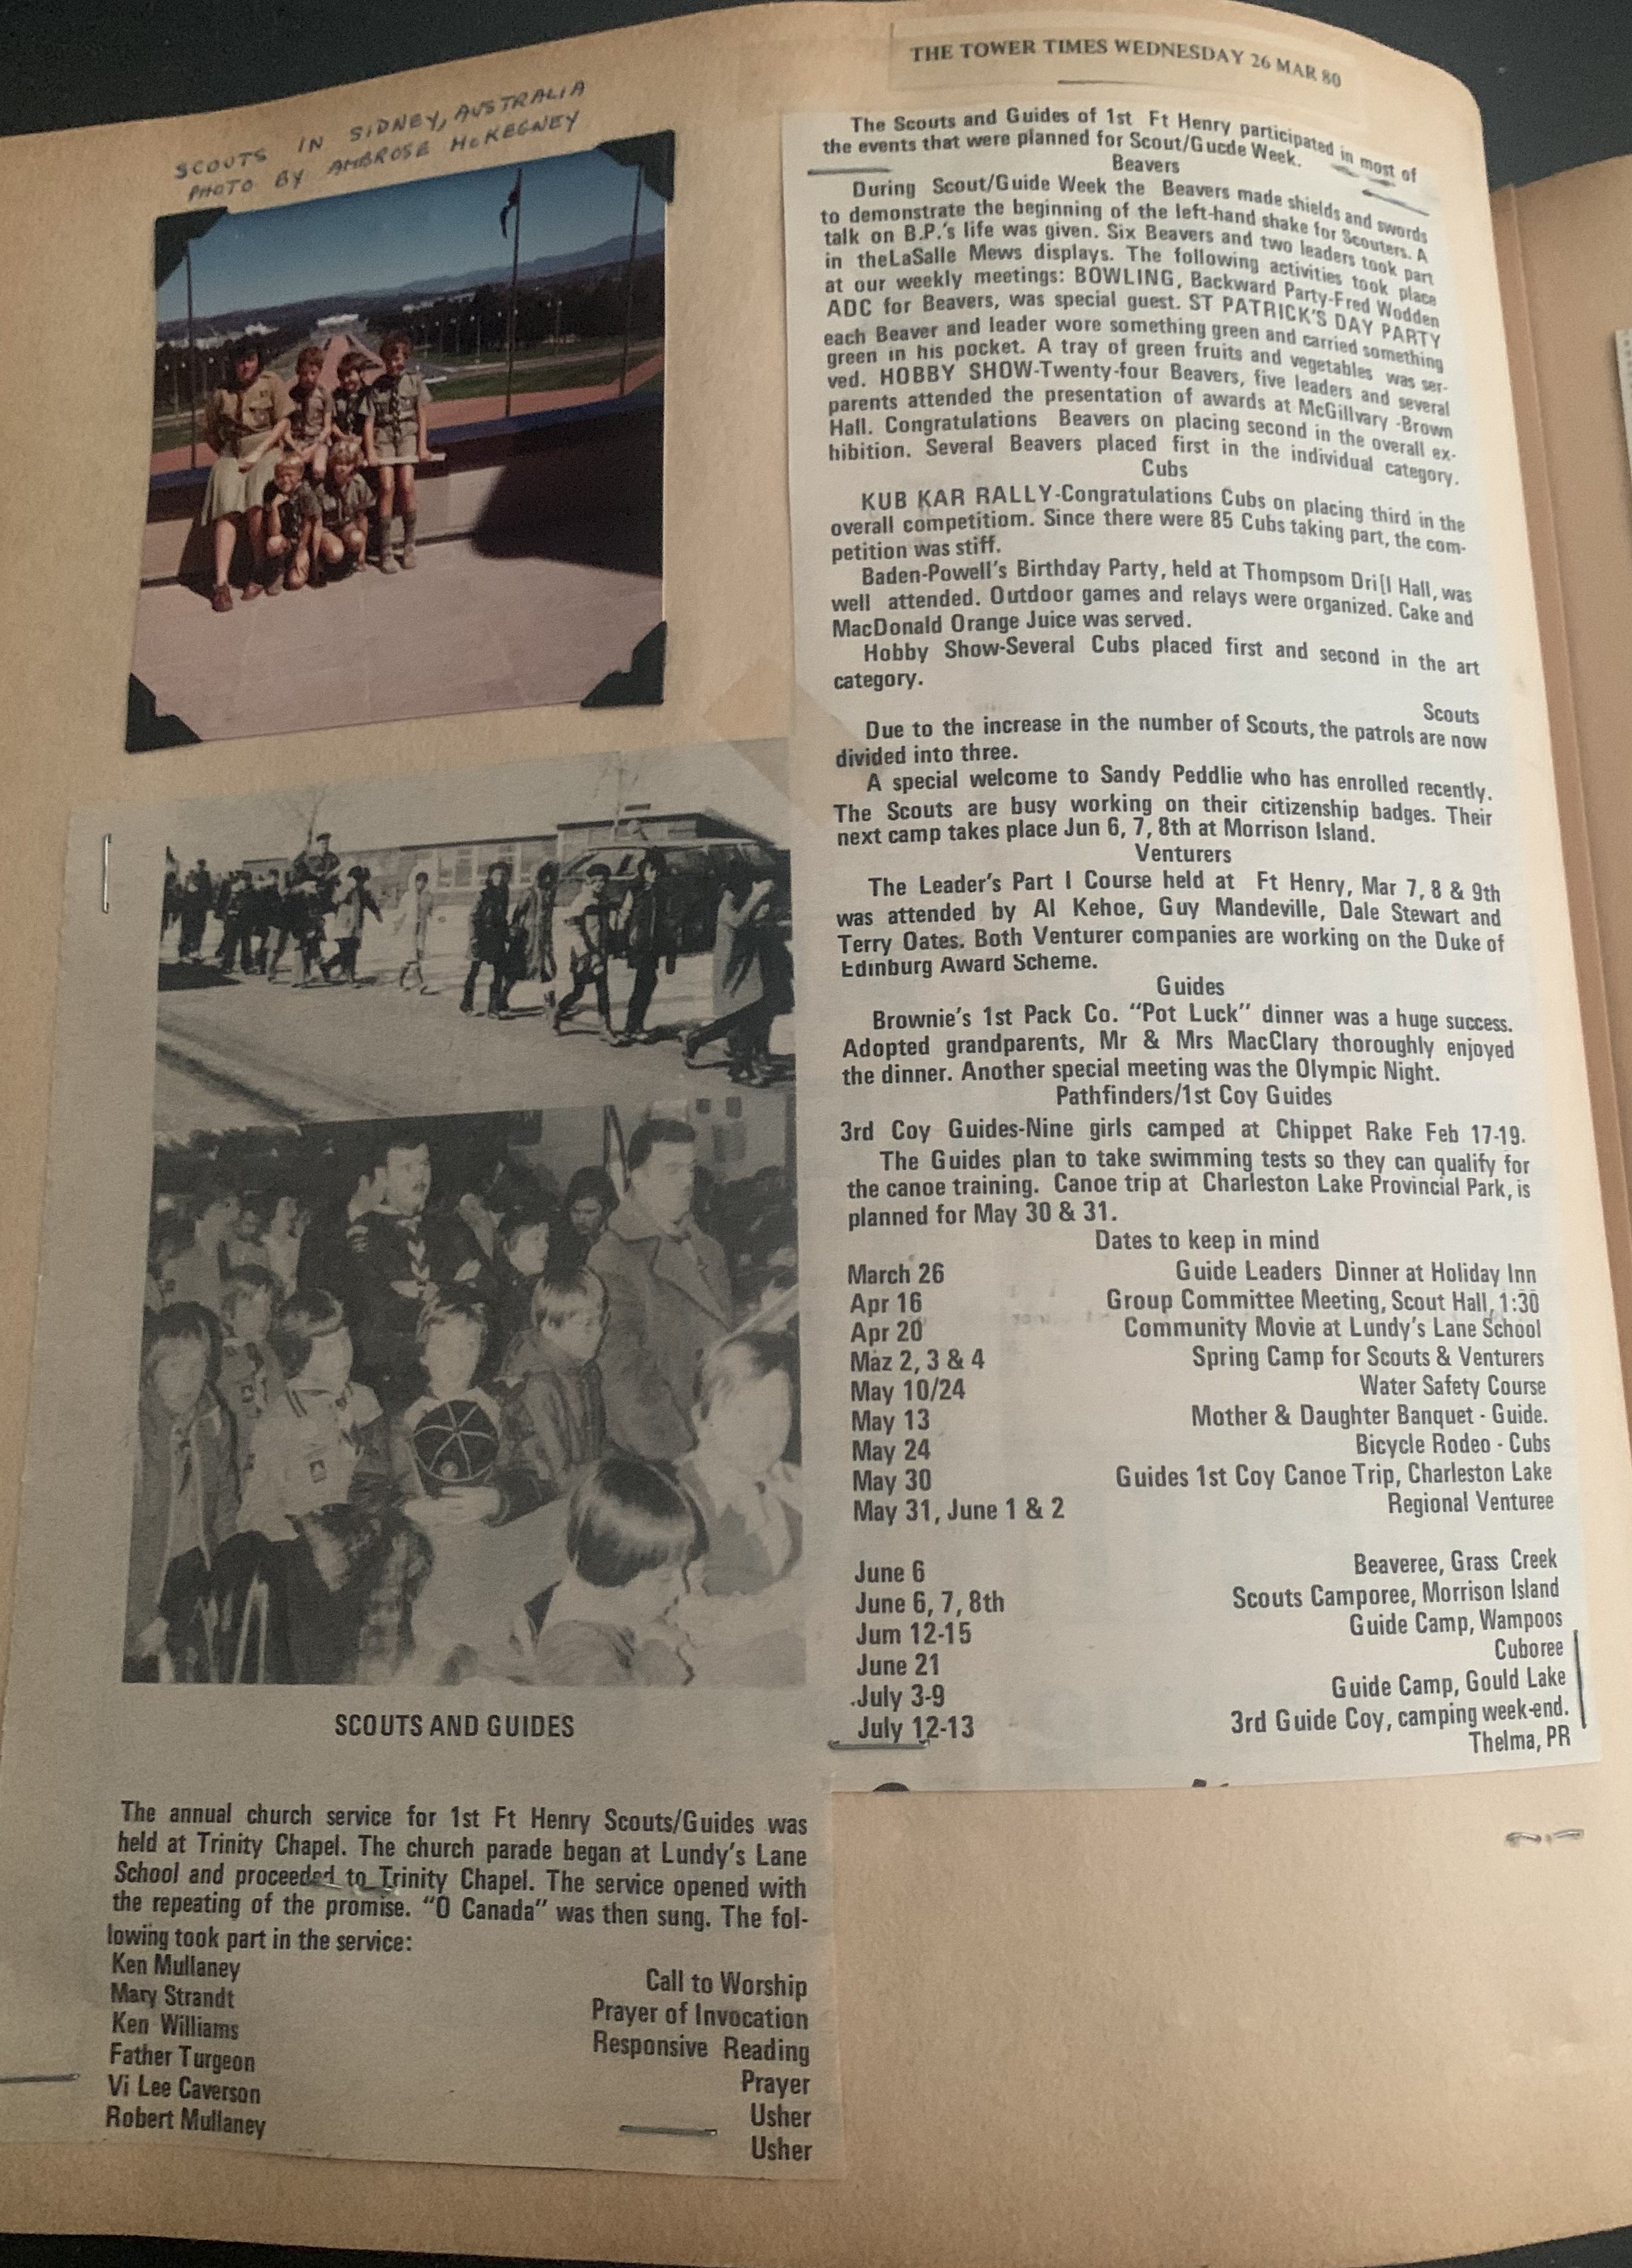 THE TOWER TIMES WEDNESDAY 26 MAR 80
SCOUTS IN SIDNEY, AUSTRALIA
PHOTO BY AMBROSE McKEGNEY
SCOUTS AND GUIDES
The annual church service for 1st Ft Henry Scouts/Guides was
held at Trinity Chapel. The church parade began at Lundy's Lane
School and proceeded to Trinity Chapel. The service opened with
the repeating of the promise. "O Canada" was then sung. The fol-
lowing took part in the service:
Ken Mullaney Call to Worship
Mary Strandt Prayer of Invocation
Ken Williams Responsive Reading
Father Turgeon Prayer
Vi Lee Caverson Usher
Robert Mullaney Usher
The Scouts and Guides of 1st Ft Henry participated in most of
the events that were planned for Scout/Gucde Week.
Beavers
During Scout/Guide Week the Beavers made shields and swords
to demonstrate the beginning of the left-hand shake for Scouters. A
talk on B.P.'s life was given. Six Beavers and two leaders took part
in theLaSalle Mews displays. The following activities took place
at our weekly meetings: BOWLING, Backward Party-Fred Wodden
ADC for Beavers, was special guest. ST PATRICK'S DAY PARTY
each Beaver and leader wore something green and carried something
green in his pocket. A tray of green fruits and vegetables was ser-
ved. HOBBY SHOW-Twenty-four Beavers, five leaders and several
parents attended the presentation of awards at McGillvary -Brown
Hall. Congratulations Beavers on placing second in the overall ex-
hibition. Several Beavers placed first in the individual category.
Cubs
KUB KAR RALLY-Congratulations Cubs on placing third in the
overall competitiom. Since there were 85 Cubs taking part, the com-
petition was stiff.
Baden-Powell's Birthday Party, held at Thompsom Drill Hall, was
well attended. Outdoor games and relays were organized. Cake and
MacDonald Orange Juice was served.
Hobby Show-Several Cubs placed first and second in the art
category.
Scouts
Due to the increase in the number of Scouts, the patrols are now
divided into three.
A special welcome to Sandy Peddlie who has enrolled recently.
The Scouts are busy working on their citizenship badges. Their
next camp takes place Jun 6, 7, 8th at Morrison Island.
Venturers
The Leader's Part I Course held at Ft Henry, Mar 7, 8 & 9th
was attended by Al Kehoe, Guy Mandeville, Dale Stewart and
Terry Oates. Both Venturer companies are working on the Duke of
Edinburg Award Scheme.
Guides
Brownie's 1st Pack Co. "Pot Luck" dinner was a huge success.
Adopted grandparents, Mr & Mrs MacClary thoroughly enjoyed
the dinner. Another special meeting was the Olympic Night.
Pathfinders/1st Coy Guides
3rd Coy Guides-Nine girls camped at Chippet Rake Feb 17-19.
The Guides plan to take swimming tests so they can qualify for
the canoe training. Canoe trip at Charleston Lake Provincial Park, is
planned for May 30 & 31.
Dates to keep in mind
March 26 Guide Leaders Dinner at Holiday Inn
Apr 16 Group Committee Meeting, Scout Hall, 1:30
Apr 20 Community Movie at Lundy's Lane School
Maz 2, 3 & 4 Spring Camp for Scouts & Venturers
May 10/24 Water Safety Course
May 13 Mother & Daughter Banquet - Guide.
May 24 Bicycle Rodeo - Cubs
May 30 Guides 1st Coy Canoe Trip, Charleston Lake
May 31, June 1 & 2 Regional Venturee
June 6 Beaveree, Grass Creek
June 6, 7, 8th Scouts Camporee, Morrison Island
Jum 12-15 Guide Camp, Wampoos
June 21 Cuboree
.July 3-9 Guide Camp, Gould Lake
July 12-13 3rd Guide Coy, camping week-end.
Thelma, PR